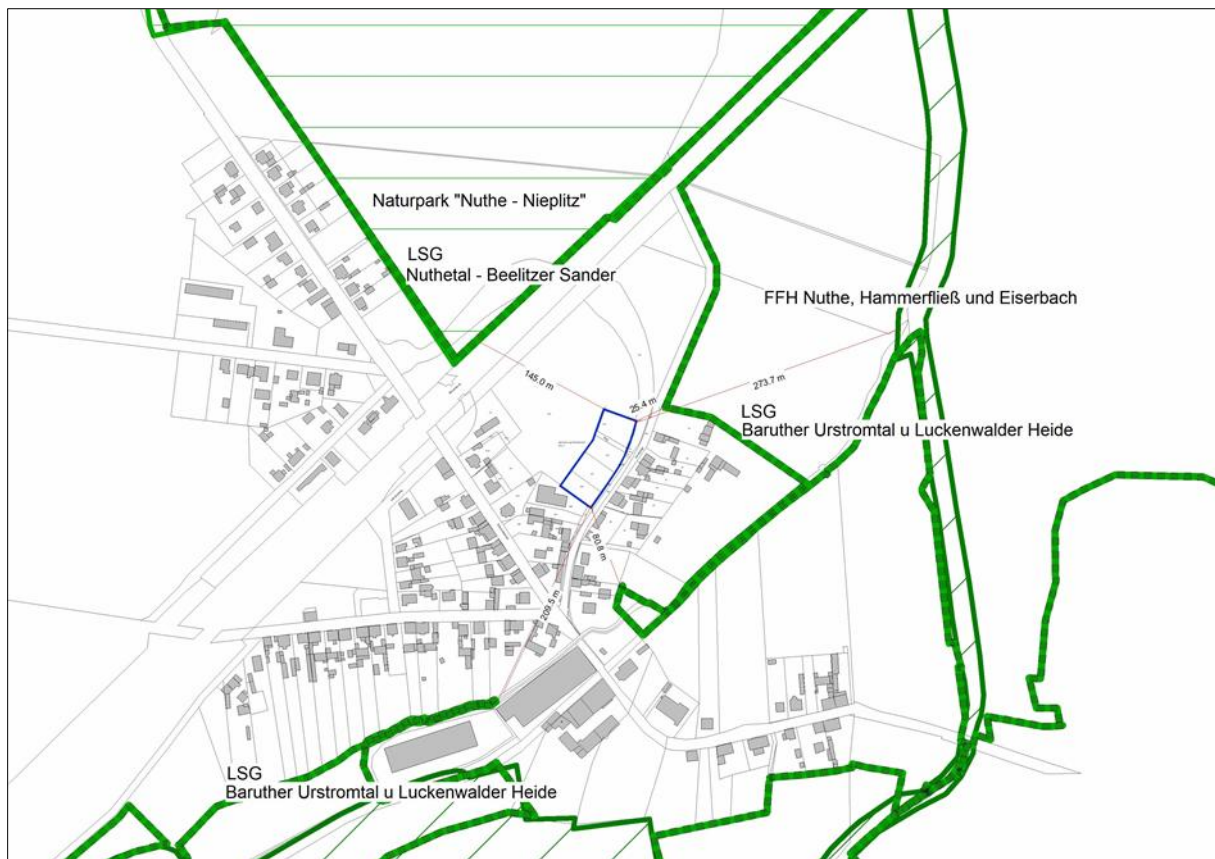 Naturpark "Nuthe - Nieplitz"
LSG
Nuthetal - Beelitzer Sander
FFH Nuthe, Hammerfließ und Eiserbach
145.0 m
273.7 m
25.4 m
LSG
Baruther Urstromtal u Luckenwalder Heide
80.8 m
209.5 m
LSG
Baruther Urstromtal u Luckenwalder Heide